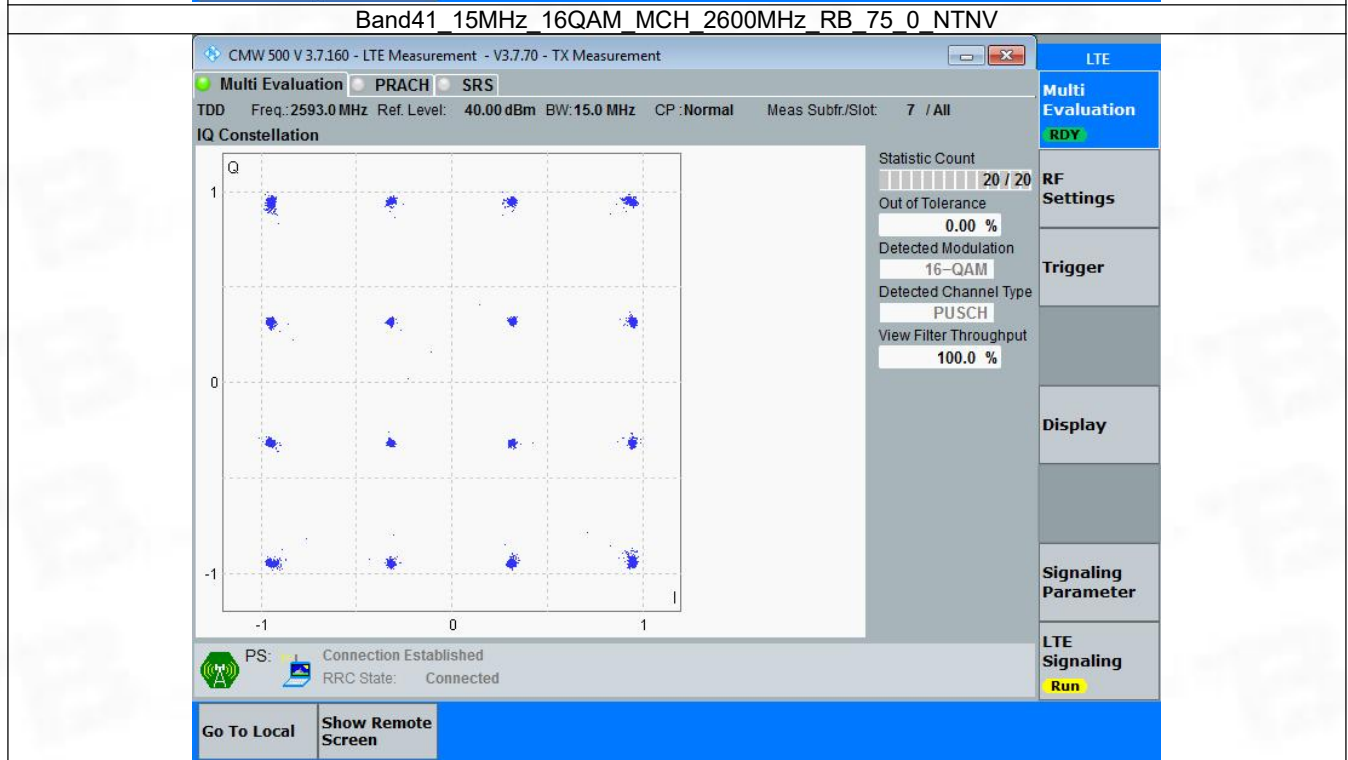 Band41_15MHz_16QAM_MCH_2600MHz_RB_75_0_NTNV
CMW 500 V 3.7.160 - LTE Measurement - V3.7.70 - TX Measurement
LTE
Multi Evaluation PRACH SRS
TDD Freq.: 2593.0 MHz Ref. Level: 40.00 dBm BW: 15.0 MHz CP : Normal Meas Subfr./Slot: 7 / All
IQ Constellation
Q
1
0
-1
I
-1 0 1
Statistic Count
20 / 20
Out of Tolerance
0.00 %
Detected Modulation
16-QAM
Detected Channel Type
PUSCH
View Filter Throughput
100.0 %
Multi
Evaluation
RDY
RF
Settings
Trigger
Display
Signaling
Parameter
LTE
Signaling
Run
PS: Connection Established
RRC State: Connected
Go To Local
Show Remote
Screen